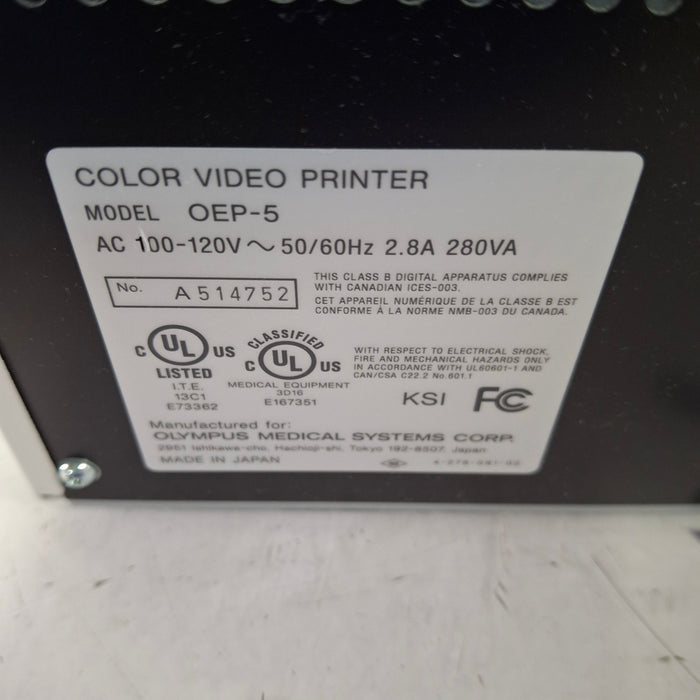 COLOR VIDEO PRINTER
MODEL OEP-5
AC 100-120V ～ 50/60Hz 2.8A 280VA
No. A514752
THIS CLASS B DIGITAL APPARATUS COMPLIES
WITH CANADIAN ICES-003.
CET APPAREIL NUMÉRIQUE DE LA CLASSE B EST
CONFORME À LA NORME NMB-003 DU CANADA.
C UL US
LISTED
I.T.E.
13C1
E73362
CLASSIFIED
C UL US
MEDICAL EQUIPMENT
3D16
E167351
WITH RESPECT TO ELECTRICAL SHOCK,
FIRE AND MECHANICAL HAZARDS ONLY
IN ACCORDANCE WITH UL60601-1 AND
CAN/CSA C22.2 No.601.1
KSI FC
Manufactured for:
OLYMPUS MEDICAL SYSTEMS CORP.
2951 Ishikawa-cho, Hachioji-shi, Tokyo 192-8507, Japan
MADE IN JAPAN